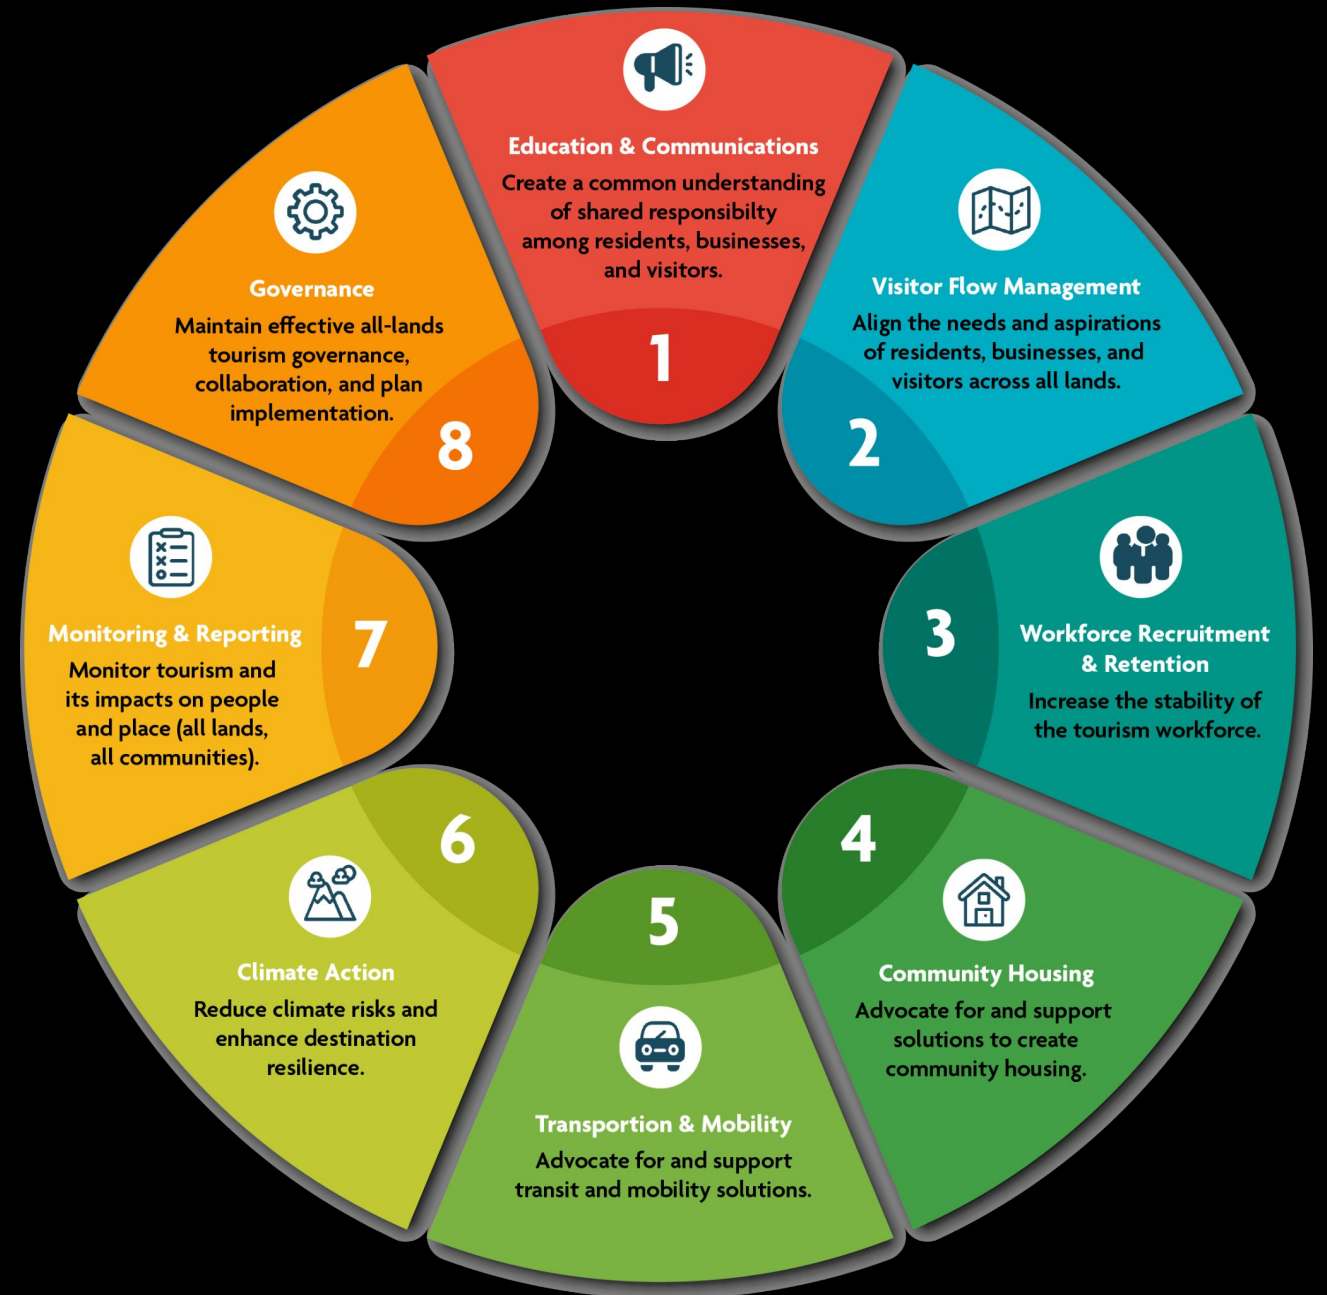 Education & Communications
Create a common understanding
of shared responsibilty
among residents, businesses,
and visitors.
1
Visitor Flow Management
Align the needs and aspirations
of residents, businesses, and
visitors across all lands.
2
Workforce Recruitment
& Retention
Increase the stability of
the tourism workforce.
3
Community Housing
Advocate for and support
solutions to create
community housing.
4
Transportion & Mobility
Advocate for and support
transit and mobility solutions.
5
Climate Action
Reduce climate risks and
enhance destination
resilience.
6
Monitoring & Reporting
Monitor tourism and
its impacts on people
and place (all lands,
all communities).
7
Governance
Maintain effective all-lands
tourism governance,
collaboration, and plan
implementation.
8